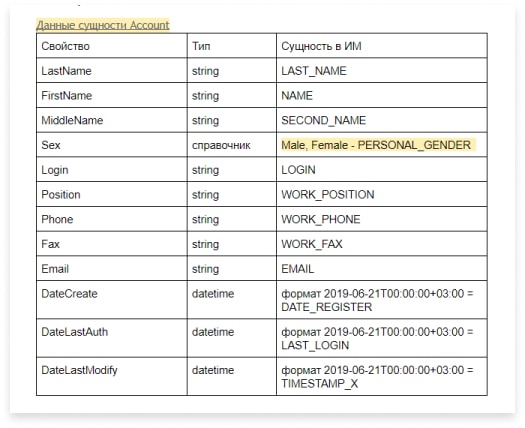 Данные сущности Account
Свойство Тип Сущность в ИМ
LastName string LAST_NAME
FirstName string NAME
MiddleName string SECOND_NAME
Sex справочник Male, Female - PERSONAL_GENDER
Login string LOGIN
Position string WORK_POSITION
Phone string WORK_PHONE
Fax string WORK_FAX
Email string EMAIL
DateCreate datetime формат 2019-06-21T00:00:00+03:00 =
DATE_REGISTER
DateLastAuth datetime формат 2019-06-21T00:00:00+03:00 =
LAST_LOGIN
DateLastModify datetime формат 2019-06-21T00:00:00+03:00 =
TIMESTAMP_X